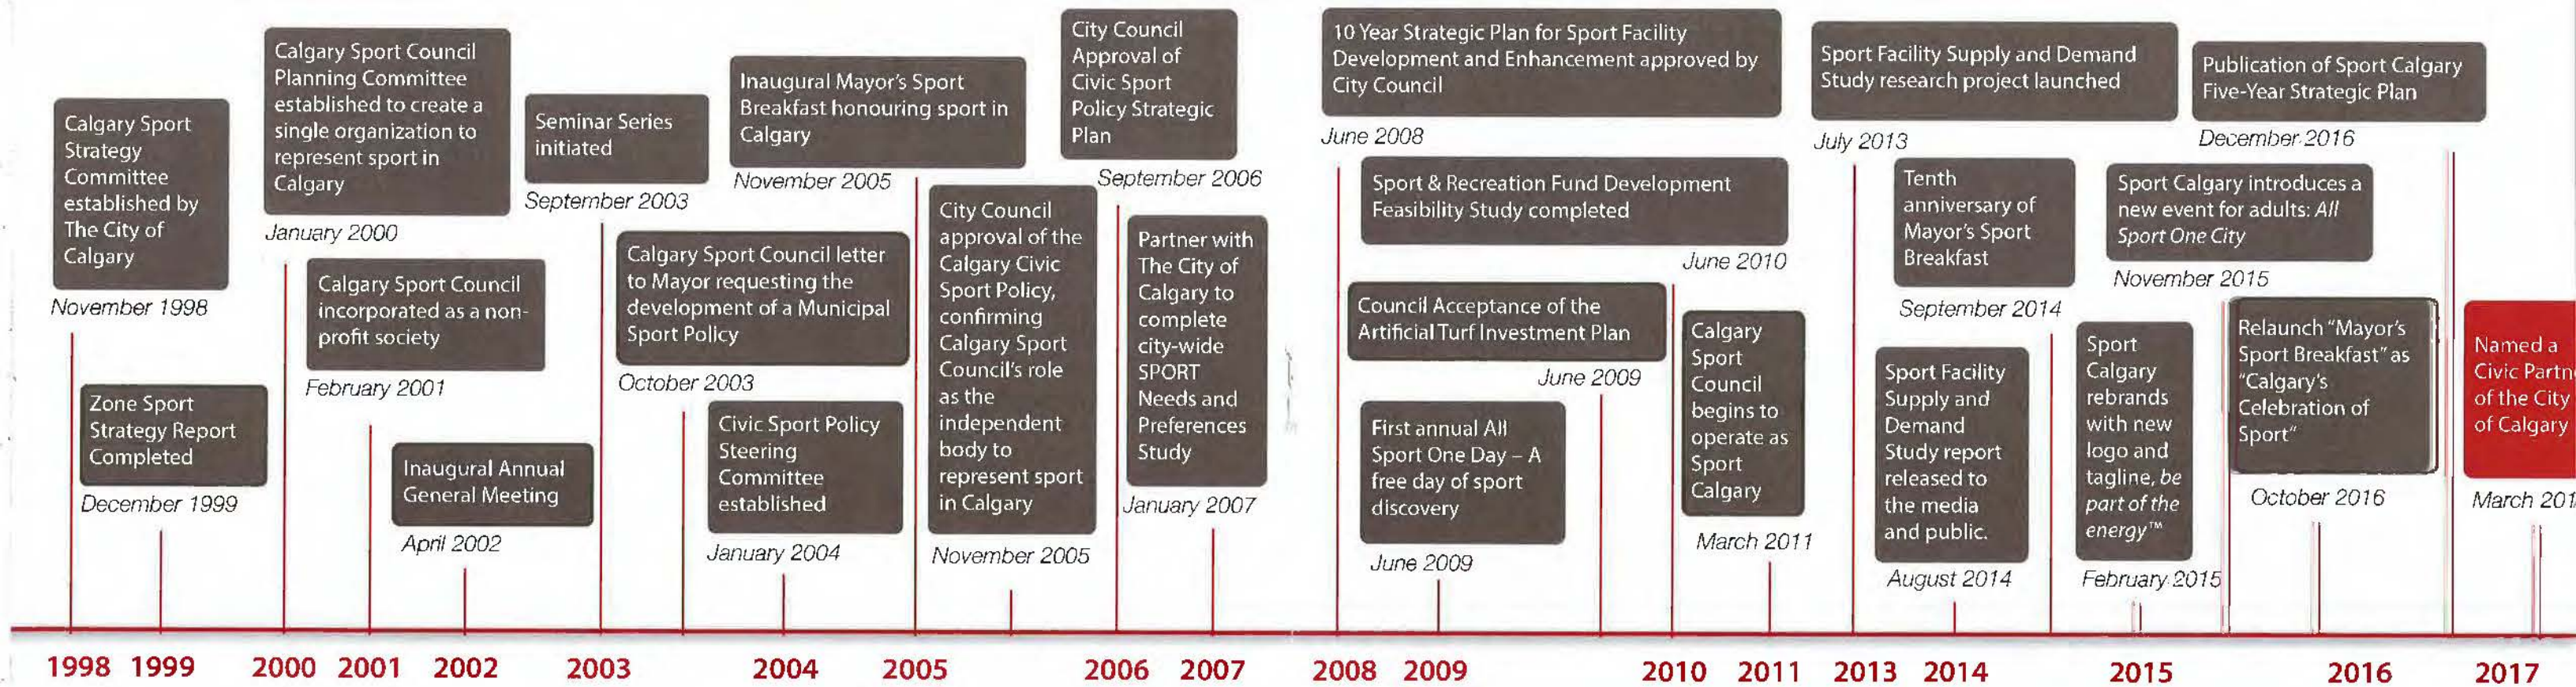 Calgary Sport
Strategy
Committee
established by
The City of
Calgary
November 1998
Zone Sport
Strategy Report
Completed
December 1999
Calgary Sport Council
Planning Committee
established to create a
single organization to
represent sport in
Calgary
January 2000
Calgary Sport Council
incorporated as a non-
profit society
February 2001
Inaugural Annual
General Meeting
April 2002
Seminar Series
initiated
September 2003
Calgary Sport Council letter
to Mayor requesting the
development of a Municipal
Sport Policy
October 2003
Civic Sport Policy
Steering
Committee
established
January 2004
Inaugural Mayor's Sport
Breakfast honouring sport in
Calgary
November 2005
City Council
approval of the
Calgary Civic
Sport Policy,
confirming
Calgary Sport
Council's role
as the
independent
body to
represent sport
in Calgary
November 2005
City Council
Approval of
Civic Sport
Policy Strategic
Plan
September 2006
Partner with
The City of
Calgary to
complete
city-wide
SPORT
Needs and
Preferences
Study
January 2007
10 Year Strategic Plan for Sport Facility
Development and Enhancement approved by
City Council
June 2008
Sport & Recreation Fund Development
Feasibility Study completed
June 2010
Council Acceptance of the
Artificial Turf Investment Plan
June 2009
First annual All
Sport One Day – A
free day of sport
discovery
June 2009
Calgary
Sport
Council
begins to
operate as
Sport
Calgary
March 2011
Sport Facility Supply and Demand
Study research project launched
July 2013
Tenth
anniversary of
Mayor's Sport
Breakfast
September 2014
Sport Facility
Supply and
Demand
Study report
released to
the media
and public.
August 2014
Sport
Calgary
rebrands
with new
logo and
tagline, be
part of the
energy™
February 2015
Sport Calgary introduces a
new event for adults: All
Sport One City
November 2015
Publication of Sport Calgary
Five-Year Strategic Plan
December 2016
Relaunch "Mayor's
Sport Breakfast" as
"Calgary's
Celebration of
Sport"
October 2016
Named a
Civic Partn
of the City
of Calgary
March 201
1998 1999 2000 2001 2002 2003 2004 2005 2006 2007 2008 2009 2010 2011 2013 2014 2015 2016 2017